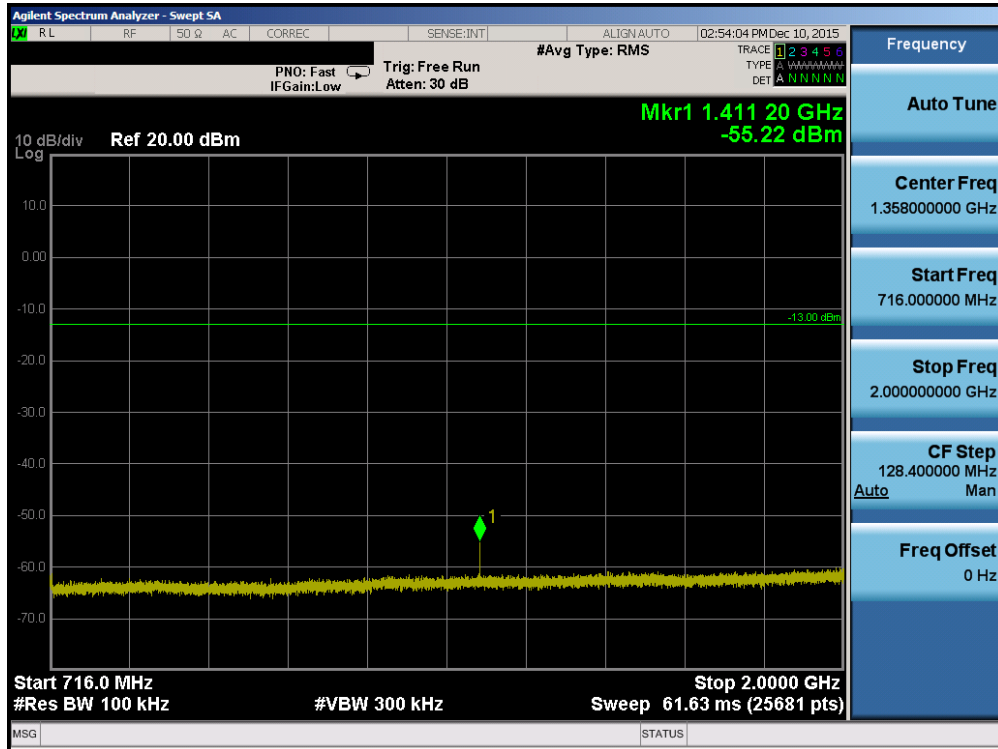 Agilent Spectrum Analyzer - Swept SA
LXI RL RF 50 Ω AC CORREC SENSE:INT ALIGN AUTO 02:54:04 PM Dec 10, 2015
#Avg Type: RMS
TRACE 1 2 3 4 5 6
PNO: Fast Trig: Free Run TYPE A WWWWW
IFGain:Low Atten: 30 dB DET A N N N N N
Mkr1 1.411 20 GHz
-55.22 dBm
10 dB/div Ref 20.00 dBm
Log
10.0
0.00
-10.0
-13.00 dBm
-20.0
-30.0
-40.0
-50.0
1
-60.0
-70.0
Start 716.0 MHz Stop 2.0000 GHz
#Res BW 100 kHz #VBW 300 kHz Sweep 61.63 ms (25681 pts)
MSG STATUS
Frequency
Auto Tune
Center Freq
1.358000000 GHz
Start Freq
716.000000 MHz
Stop Freq
2.000000000 GHz
CF Step
128.400000 MHz
Auto Man
Freq Offset
0 Hz